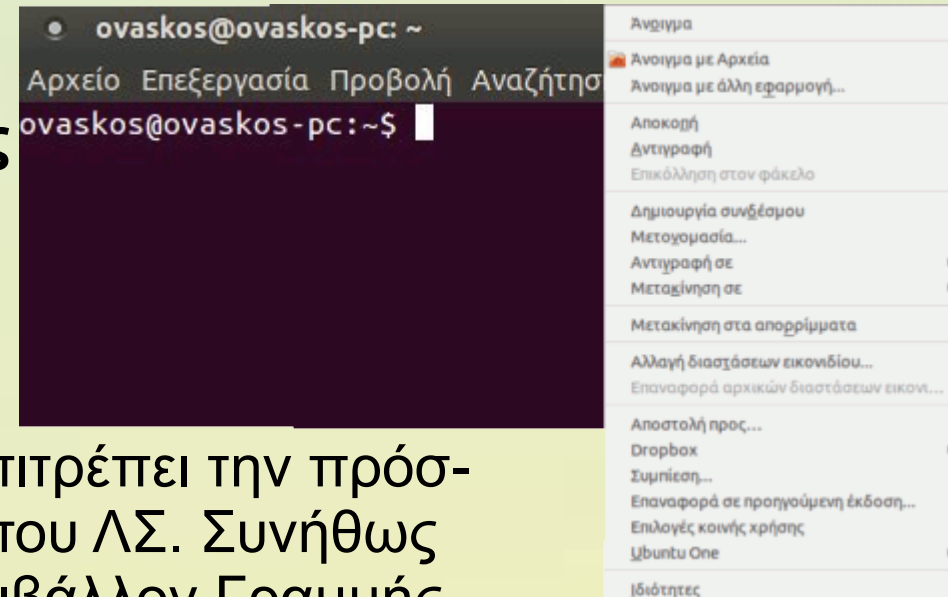 ovaskos@ovaskos-pc: ~
Αρχείο Επεξεργασία Προβολή
ovaskos@ovaskos-pc:~$
Άνοιγμα
Άνοιγμα με Αρχεία
Άνοιγμα με άλλη εφαρμογή...
Αποκοπή
Αντιγραφή
Επικόλληση στον φάκελο
Δημιουργία συνδέσμου
Μετονομασία...
Αντιγραφή σε
Μετακίνηση σε
Μετακίνηση στα απορρίμματα
Αλλαγή διαστάσεων εικονιδίου...
Επαναφορά αρχικών διαστάσεων εικονι...
Αποστολή προς...
Dropbox
Συμπίεση...
Επαναφορά σε προηγούμενη έκδοση...
Επιλογές κοινής χρήσης
Ubuntu One
Ιδιότητες
την πρόσ-
του ΛΣ. Συνήθως
Γραμμής